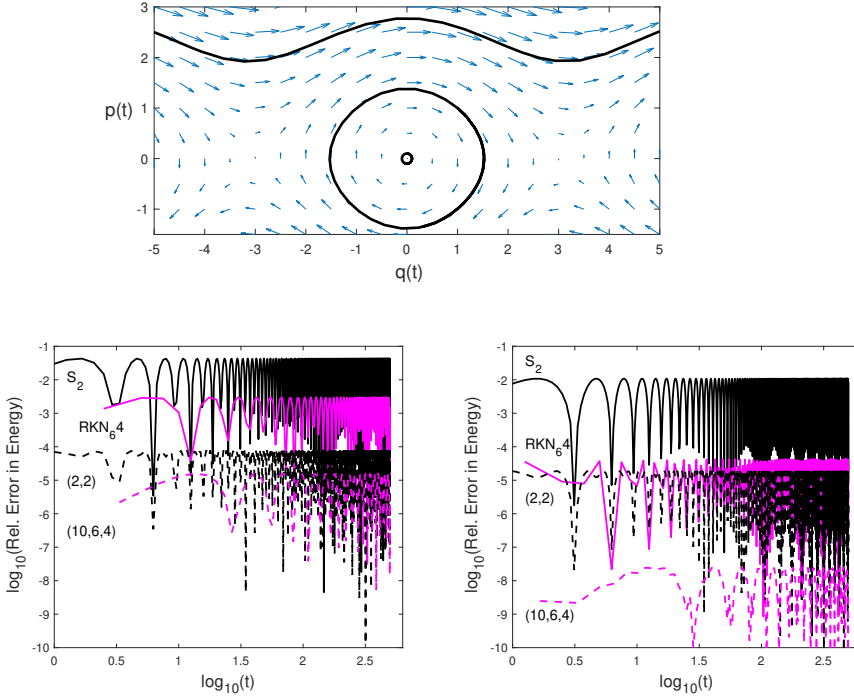 3
2
1
0
-1
p(t)
-5 -4 -3 -2 -1 0 1 2 3 4 5
q(t)
-1
-2
-3
-4
-5
-6
-7
-8
-9
-10
log10(Rel. Error in Energy)
S2
RKN64
(2,2)
(10,6,4)
0 0.5 1 1.5 2 2.5
log10(t)
-1
-2
-3
-4
-5
-6
-7
-8
-9
-10
log10(Rel. Error in Energy)
S2
RKN64
(2,2)
(10,6,4)
0 0.5 1 1.5 2 2.5
log10(t)